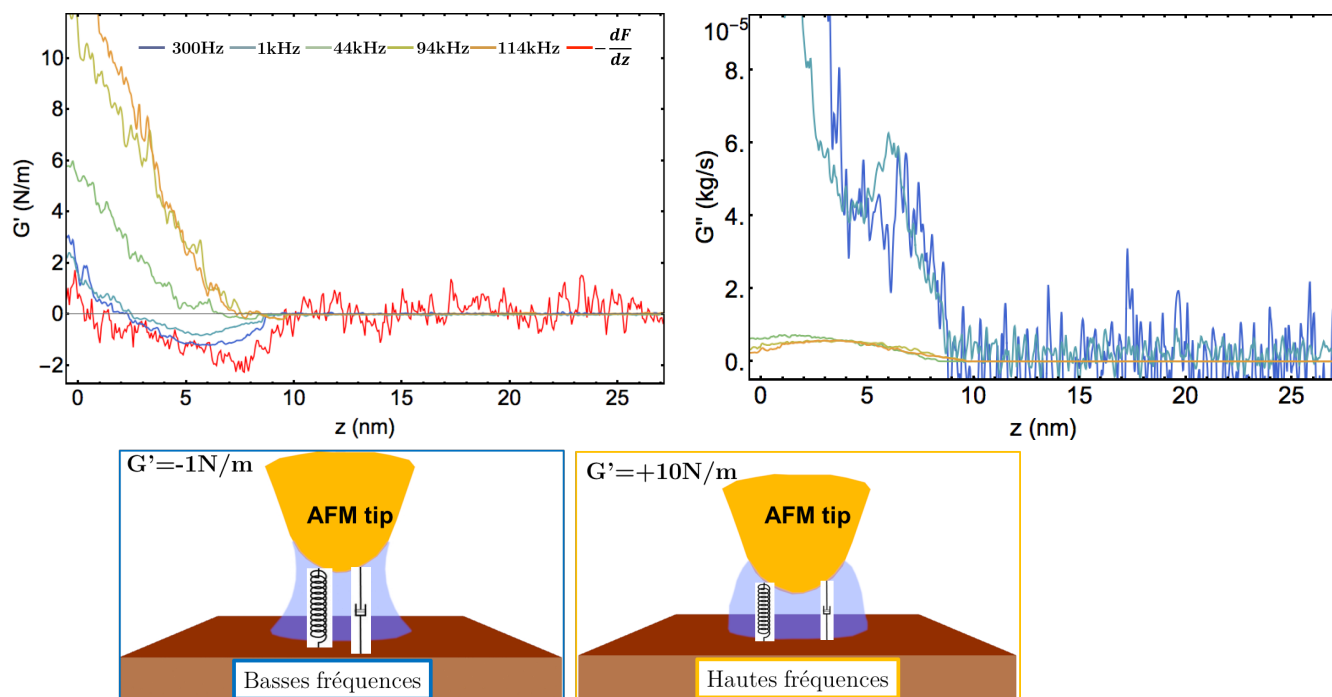 300Hz 1kHz 44kHz 94kHz 114kHz -dF/dz
10
8
6
4
2
0
−2
G' (N/m)
0 5 10 15 20 25
z (nm)
10⁻⁵
8.
6.
4.
2.
0.
G'' (kg/s)
0 5 10 15 20 25
z (nm)
G'=-1N/m
AFM tip
Basses fréquences
G'=+10N/m
AFM tip
Hautes fréquences